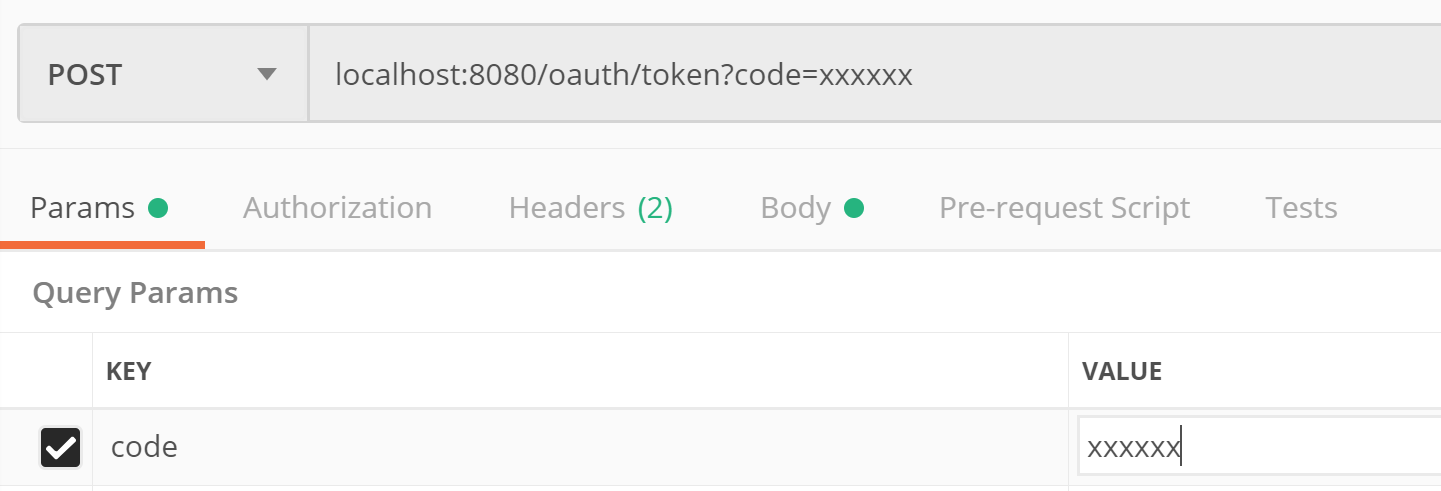 POST localhost:8080/oauth/token?code=xxxxxx
Params Authorization Headers (2) Body Pre-request Script Tests
Query Params
KEY VALUE
code xxxxxx